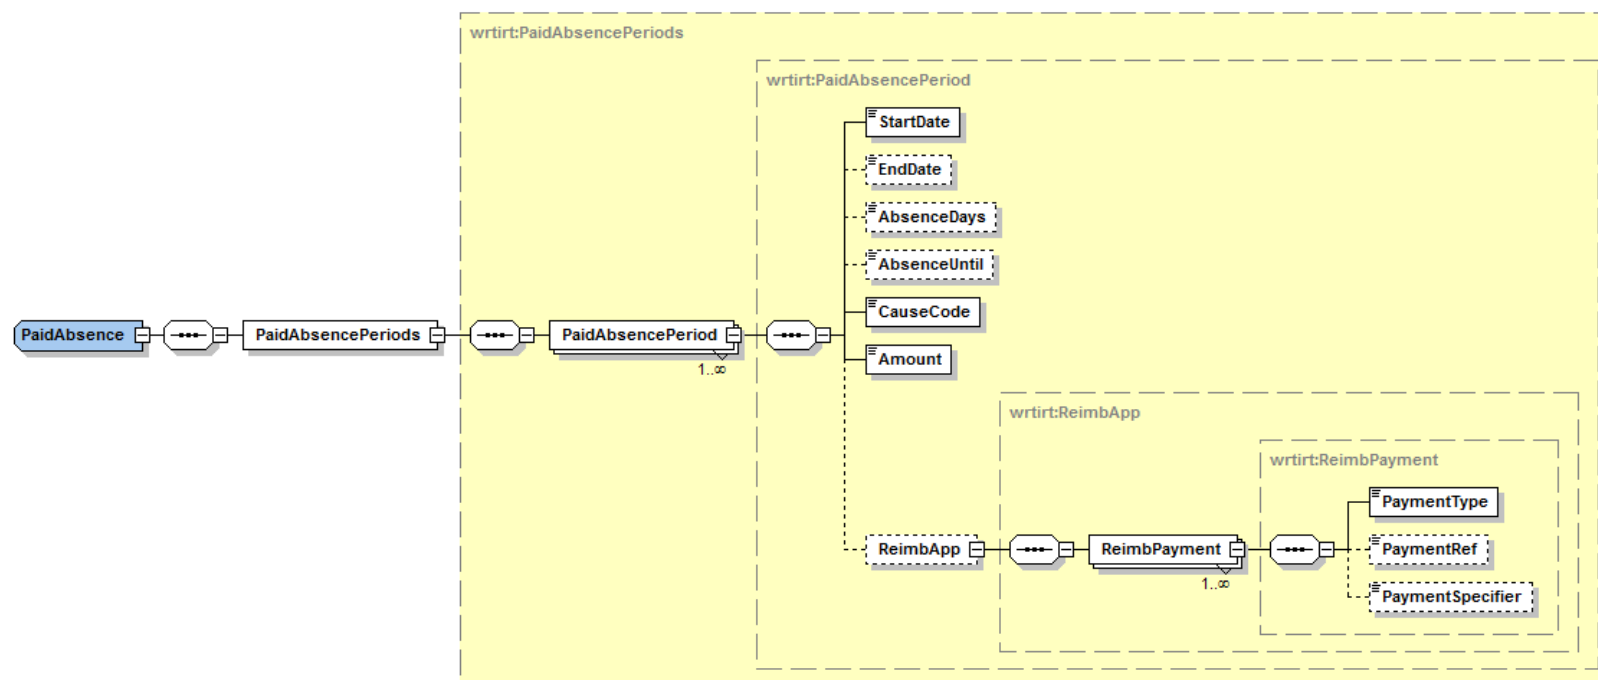 wrtirt:PaidAbsencePeriods
wrtirt:PaidAbsencePeriod
StartDate
EndDate
AbsenceDays
AbsenceUntil
PaidAbsence
PaidAbsencePeriods
PaidAbsencePeriod
1..∞
CauseCode
Amount
wrtirt:ReimbApp
wrtirt:ReimbPayment
PaymentType
ReimbApp
ReimbPayment
1..∞
PaymentRef
PaymentSpecifier